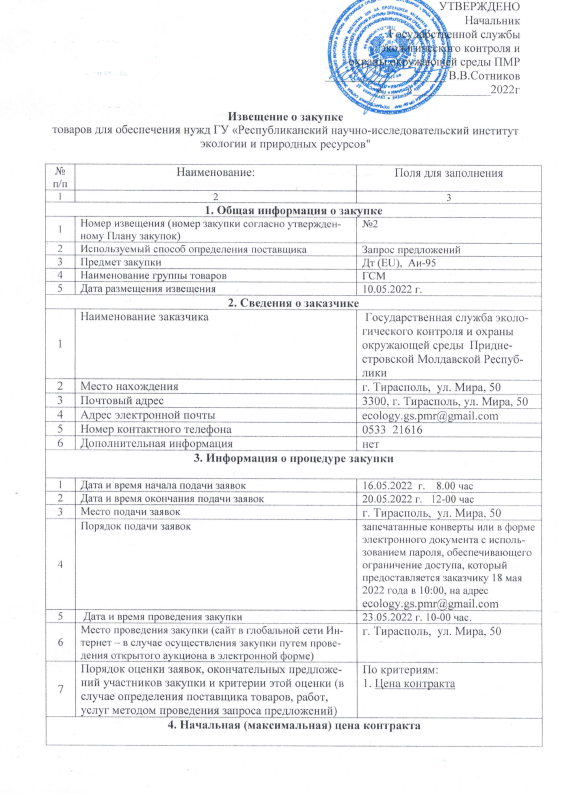 УТВЕРЖДЕНО
Начальник
Государственной службы
экологического контроля и
охраны окружающей среды ПМР
В.В.Сотников
2022г
Извещение о закупке
товаров для обеспечения нужд ГУ «Республиканский научно-исследовательский институт
экологии и природных ресурсов"
№ п/п Наименование: Поля для заполнения
1 2 3
1. Общая информация о закупке
1 Номер извещения (номер закупки согласно утвержден-
ному Плану закупок) №2
2 Используемый способ определения поставщика Запрос предложений
3 Предмет закупки Дт (EU), Аи-95
4 Наименование группы товаров ГСМ
5 Дата размещения извещения 10.05.2022 г.
2. Сведения о заказчике
1 Наименование заказчика Государственная служба эколо-
гического контроля и охраны
окружающей среды Придне-
стровской Молдавской Респуб-
лики
2 Место нахождения г. Тирасполь, ул. Мира, 50
3 Почтовый адрес 3300, г. Тирасполь, ул. Мира, 50
4 Адрес электронной почты ecology.gs.pmr@gmail.com
5 Номер контактного телефона 0533 21616
6 Дополнительная информация нет
3. Информация о процедуре закупки
1 Дата и время начала подачи заявок 16.05.2022 г. 8.00 час
2 Дата и время окончания подачи заявок 20.05.2022 г. 12-00 час
3 Место подачи заявок г. Тирасполь, ул. Мира, 50
4 Порядок подачи заявок запечатанные конверты или в форме
электронного документа с исполь-
зованием пароля, обеспечивающего
ограничение доступа, который
предоставляется заказчику 18 мая
2022 года в 10:00, на адрес
ecology.gs.pmr@gmail.com
5 Дата и время проведения закупки 23.05.2022 г. 10-00 час.
6 Место проведения закупки (сайт в глобальной сети Ин-
тернет – в случае осуществления закупки путем прове-
дения открытого аукциона в электронной форме) г. Тирасполь, ул. Мира, 50
7 Порядок оценки заявок, окончательных предложе-
ний участников закупки и критерии этой оценки (в
случае определения поставщика товаров, работ,
услуг методом проведения запроса предложений) По критериям:
1. Цена контракта
4. Начальная (максимальная) цена контракта